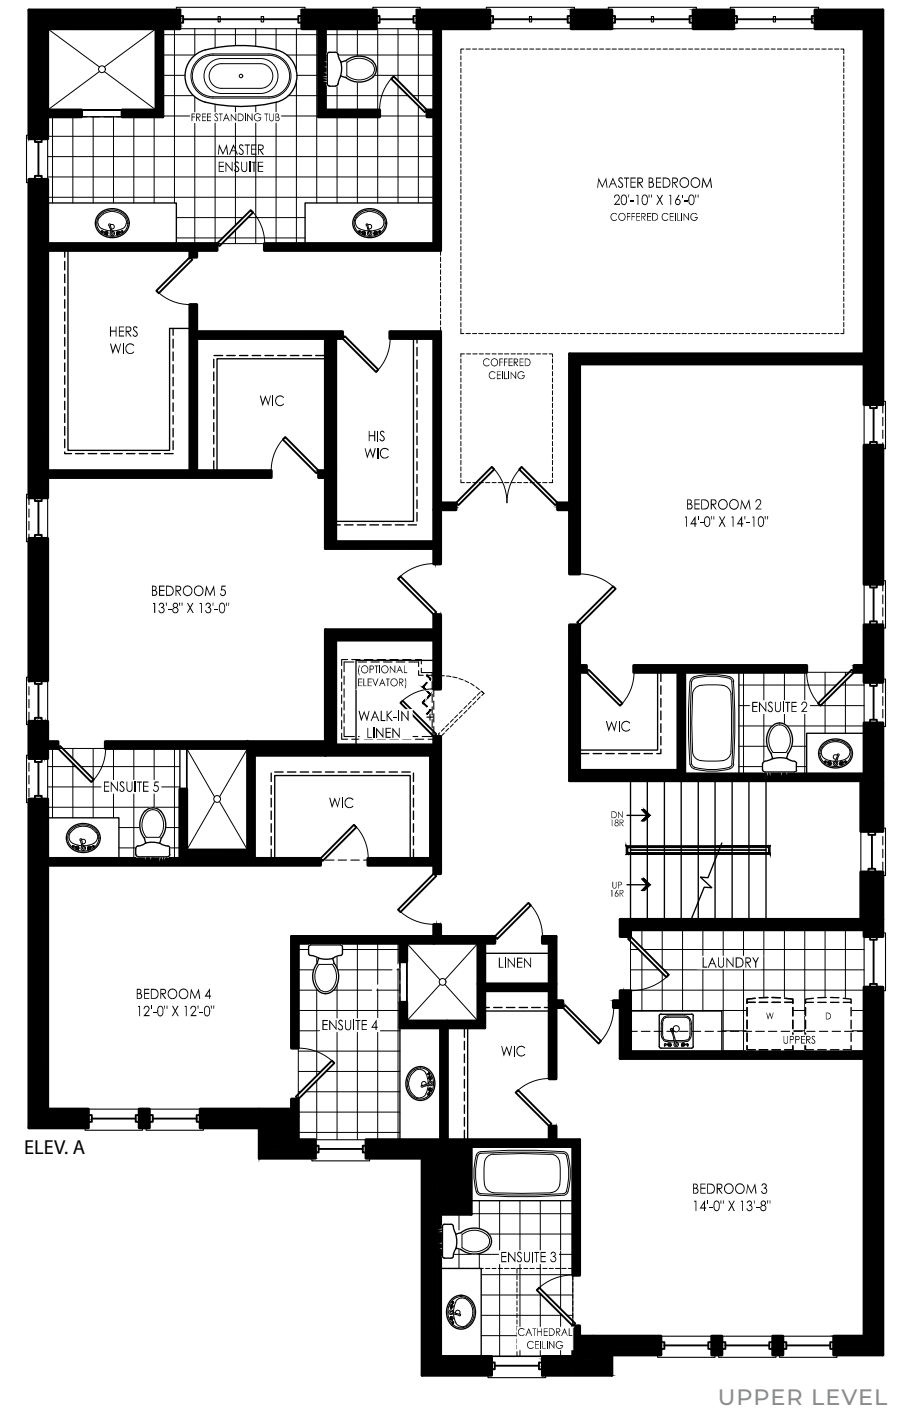 FREE STANDING TUB
MASTER
ENSUITE
MASTER BEDROOM
20'-10" X 16'-0"
COFFERED CEILING
HERS
WIC
COFFERED
CEILING
WIC
HIS
WIC
BEDROOM 2
14'-0" X 14'-10"
BEDROOM 5
13'-8" X 13'-0"
(OPTIONAL
ELEVATOR)
WALK-IN
LINEN
WIC
ENSUITE 2
ENSUITE 5
WIC
DN
18R
UP
16R
LINEN
LAUNDRY
BEDROOM 4
12'-0" X 12'-0"
ENSUITE 4
W
D
UPPERS
WIC
ELEV. A
BEDROOM 3
14'-0" X 13'-8"
ENSUITE 3
CATHEDRAL
CEILING
UPPER LEVEL